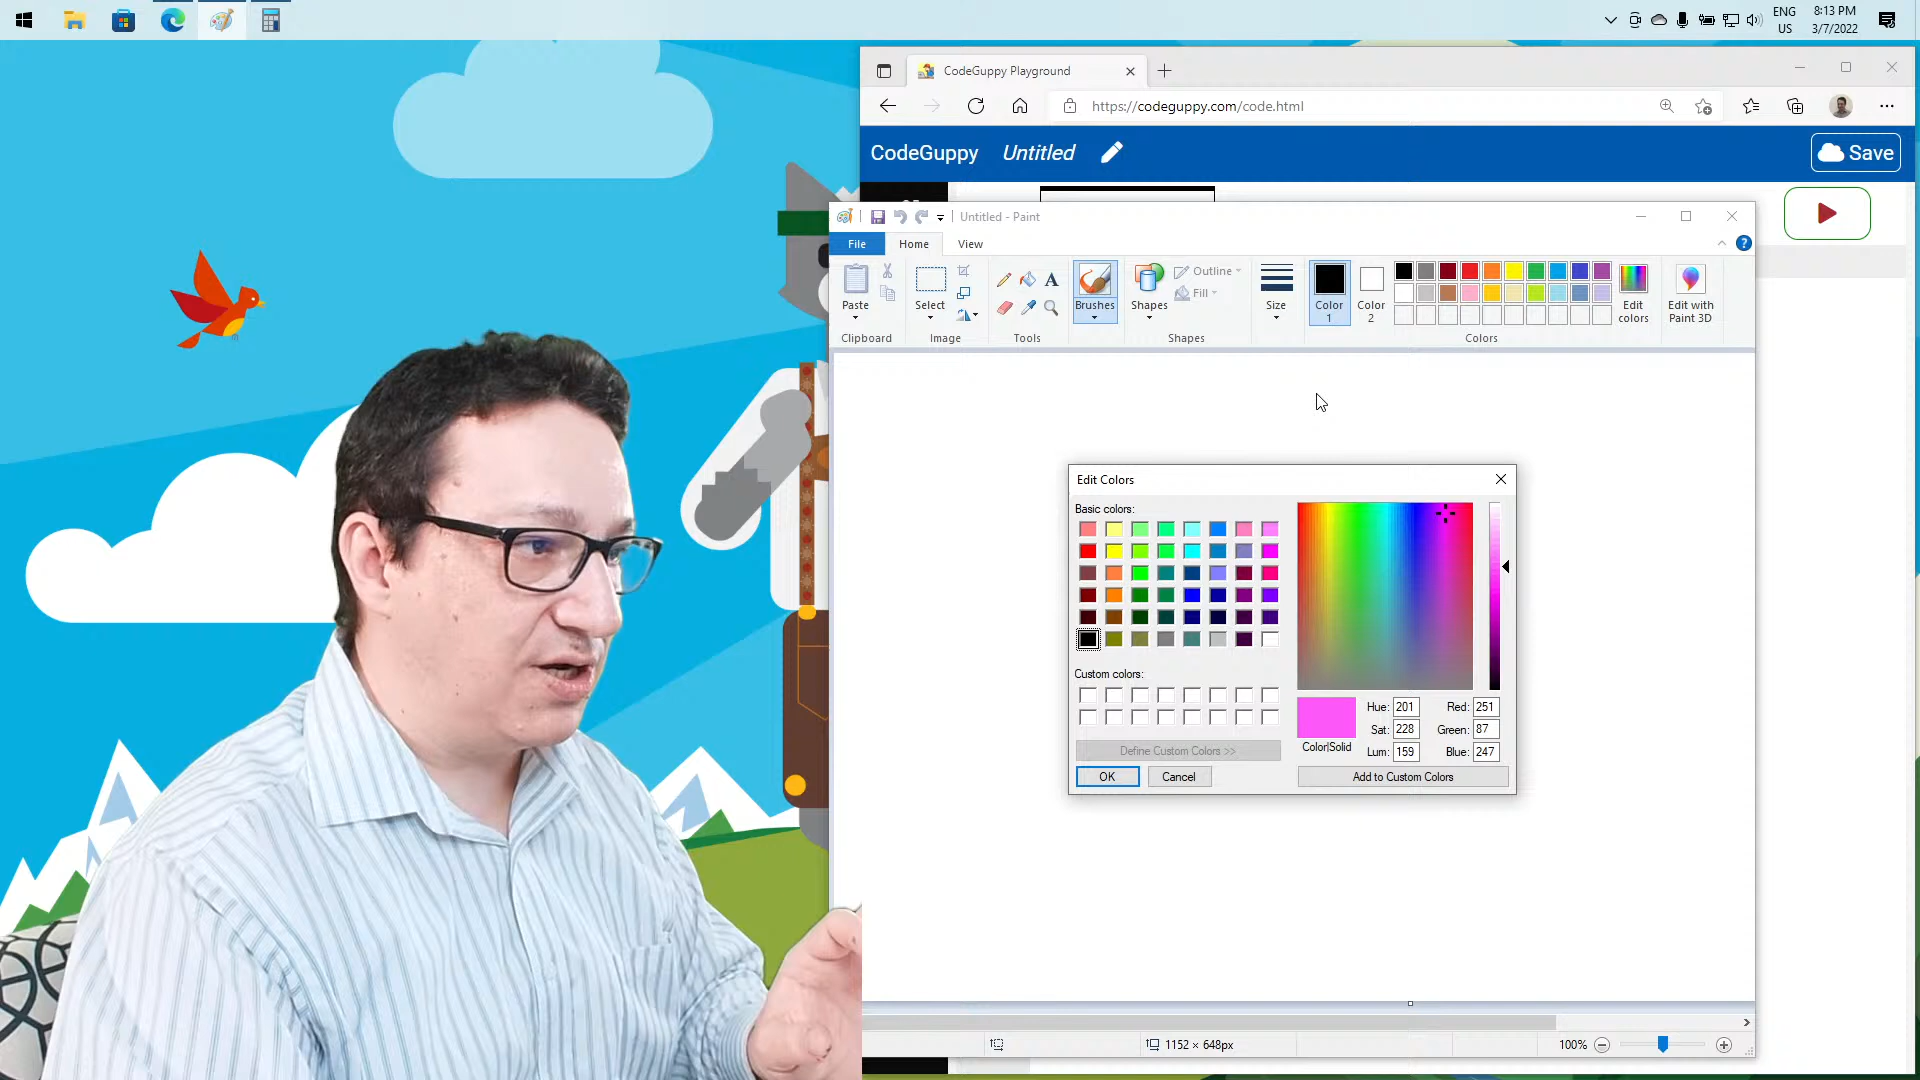 ENG
US
8:13 PM
3/7/2022
CodeGuppy Playground
https://codeguppy.com/code.html
CodeGuppy Untitled
Save
Untitled - Paint
File Home View
Paste
Select
A
Brushes
Shapes
Outline
Fill
Size
Color
1
Color
2
Edit
colors
Edit with
Paint 3D
Clipboard
Image
Tools
Shapes
Colors
Edit Colors
Basic colors:
Custom colors:
Define Custom Colors >>
OK
Cancel
Color|Solid
Hue: 201
Sat: 228
Lum: 159
Red: 251
Green: 87
Blue: 247
Add to Custom Colors
1152 × 648px
100%